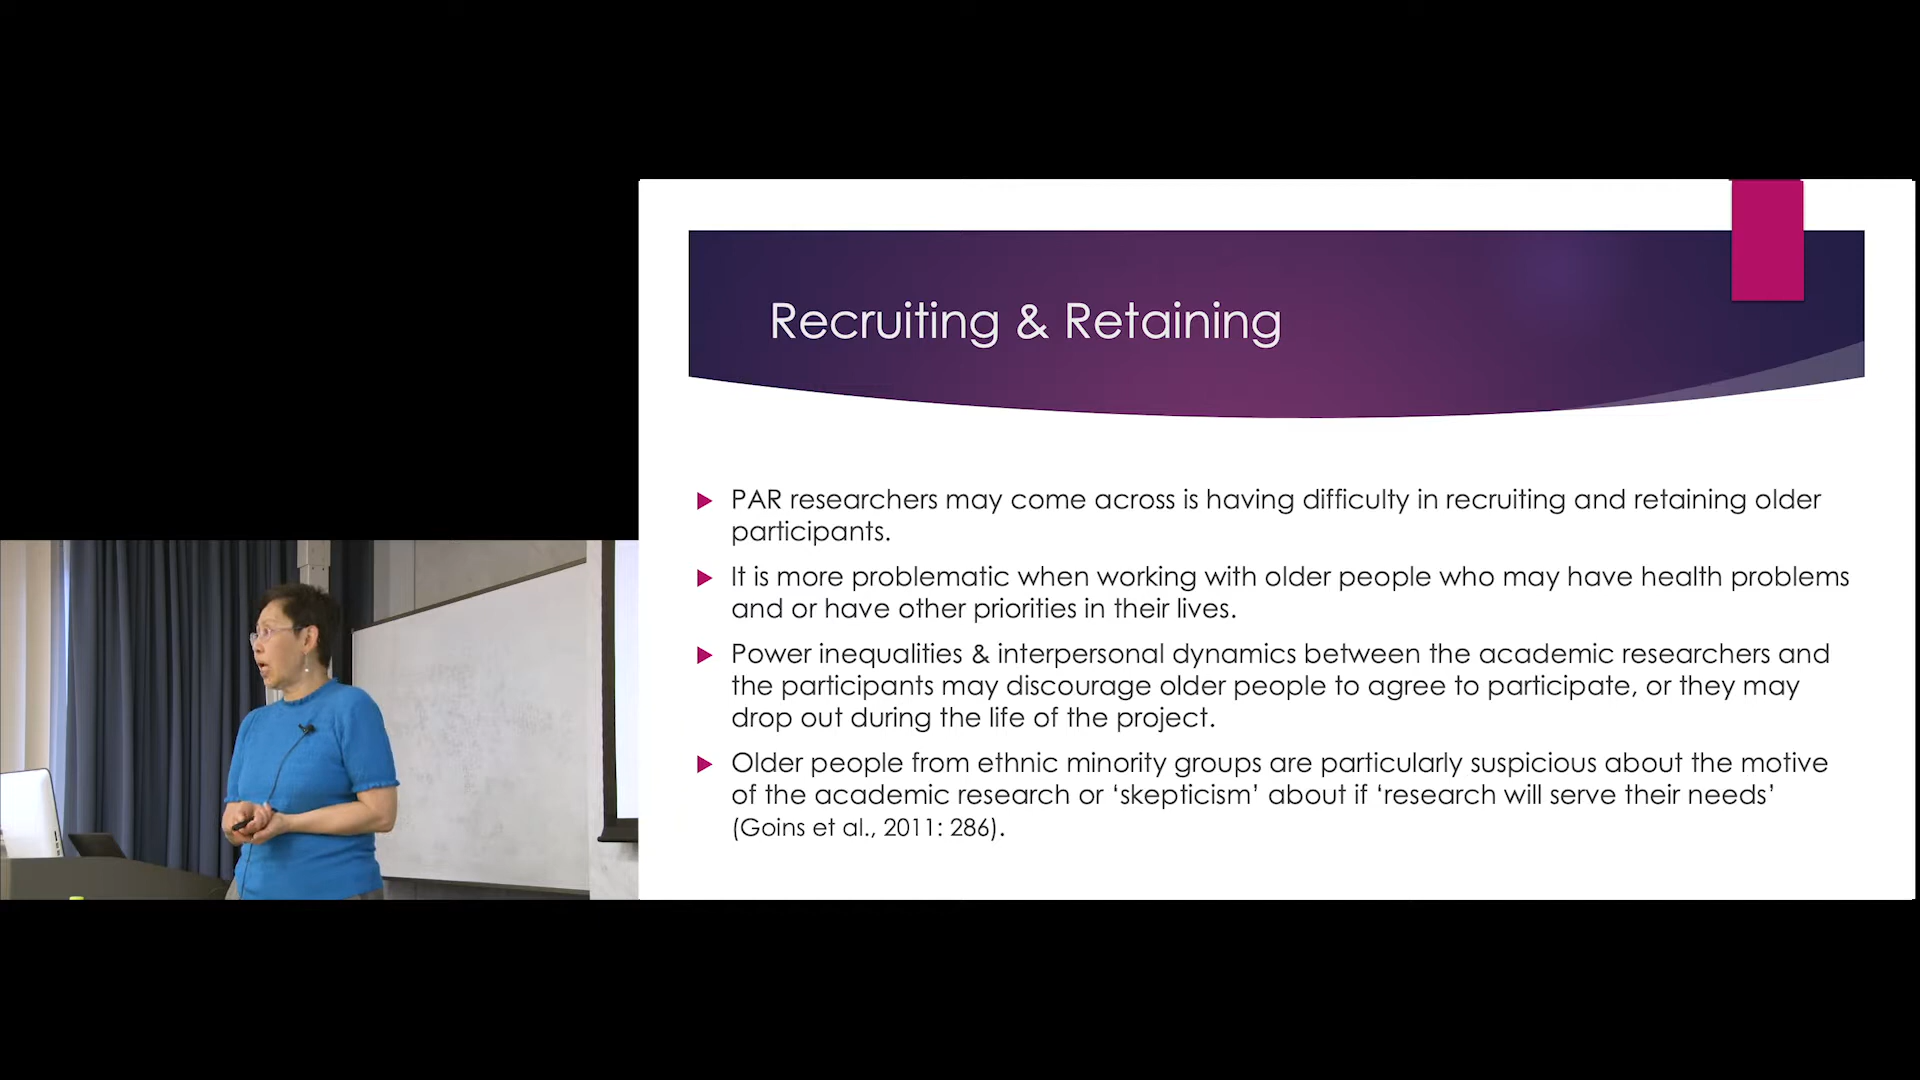 Recruiting & Retaining
PAR researchers may come across is having difficulty in recruiting and retaining older
participants.
It is more problematic when working with older people who may have health problems
and or have other priorities in their lives.
Power inequalities & interpersonal dynamics between the academic researchers and
the participants may discourage older people to agree to participate, or they may
drop out during the life of the project.
Older people from ethnic minority groups are particularly suspicious about the motive
of the academic research or ‘skepticism’ about if ‘research will serve their needs’
(Goins et al., 2011: 286).